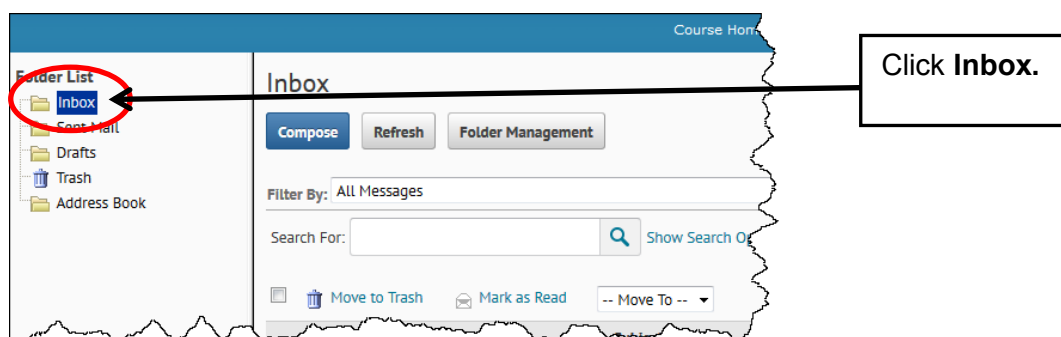 Course Hom
Click Inbox.
Folder List
Inbox
Sent Mail
Drafts
Trash
Address Book
Inbox
Compose Refresh Folder Management
Filter By: All Messages
Search For: Show Search O
Move to Trash Mark as Read -- Move To --